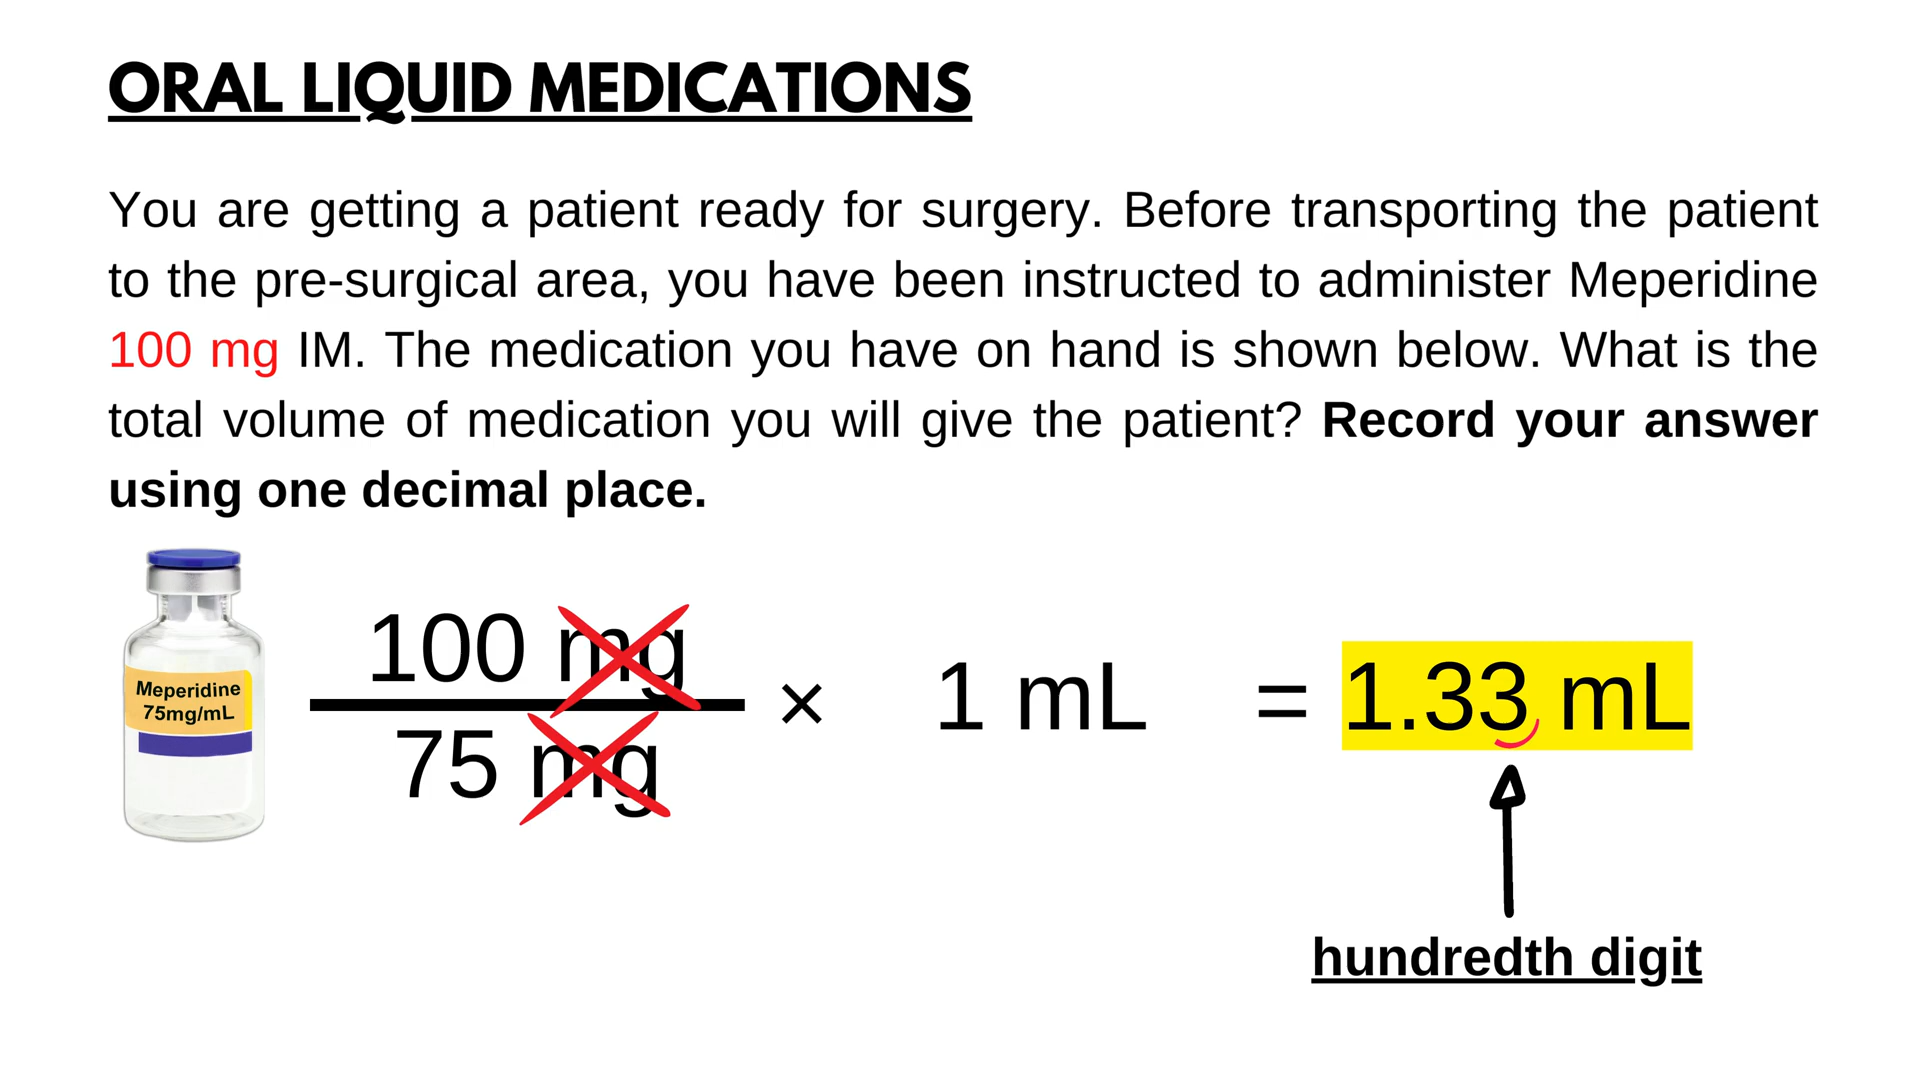 ORAL LIQUID MEDICATIONS
You are getting a patient ready for surgery. Before transporting the patient
to the pre-surgical area, you have been instructed to administer Meperidine
100 mg IM. The medication you have on hand is shown below. What is the
total volume of medication you will give the patient? Record your answer
using one decimal place.
Meperidine
75mg/mL
100 mg
75 mg
× 1 mL = 1.33 mL
hundredth digit